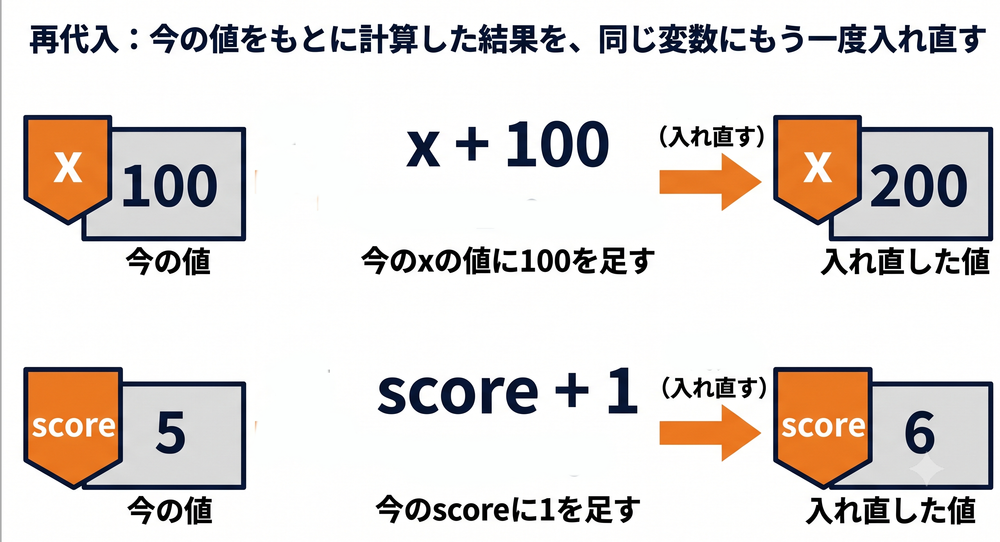 再代入：今の値をもとに計算した結果を、同じ変数にもう一度入れ直す
x
100
今の値
x + 100
今のxの値に100を足す
（入れ直す）
x
200
入れ直した値
score
5
今の値
score + 1
今のscoreに1を足す
（入れ直す）
score
6
入れ直した値